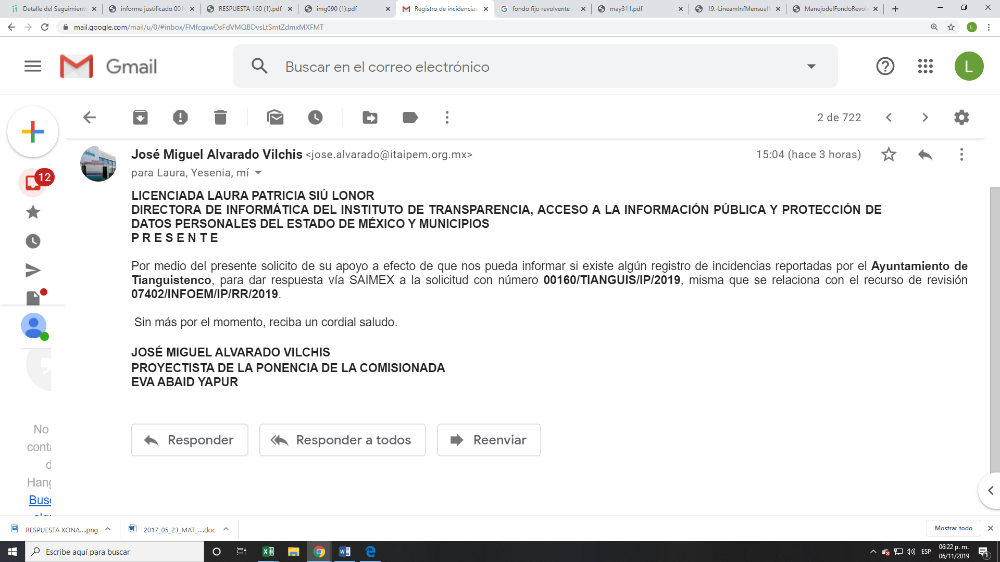 Detalle del Seguimiento
informe justificado 001
RESPUESTA 160 (1).pdf
img090 (1).pdf
Registro de incidencias
fondo fijo revolvente -
may311.pdf
19.-LineamInfMensual
ManejodelFondoRevol
mail.google.com/mail/u/0/#inbox/FMfcgxwDsFdVMQBDvsLtSmtZdmxMXFMT
L
Gmail
Buscar en el correo electrónico
L
2 de 722
José Miguel Alvarado Vilchis <jose.alvarado@itaipem.org.mx>
15:04 (hace 3 horas)
para Laura, Yesenia, mí
12
LICENCIADA LAURA PATRICIA SIÚ LONOR
DIRECTORA DE INFORMÁTICA DEL INSTITUTO DE TRANSPARENCIA, ACCESO A LA INFORMACIÓN PÚBLICA Y PROTECCIÓN DE
DATOS PERSONALES DEL ESTADO DE MÉXICO Y MUNICIPIOS
P R E S E N T E
Por medio del presente solicito de su apoyo a efecto de que nos pueda informar si existe algún registro de incidencias reportadas por el Ayuntamiento de
Tianguistenco, para dar respuesta vía SAIMEX a la solicitud con número 00160/TIANGUIS/IP/2019, misma que se relaciona con el recurso de revisión
07402/INFOEM/IP/RR/2019.
Sin más por el momento, reciba un cordial saludo.
JOSÉ MIGUEL ALVARADO VILCHIS
PROYECTISTA DE LA PONENCIA DE LA COMISIONADA
EVA ABAID YAPUR
No
conta
d
Hang
Busc
Responder
Responder a todos
Reenviar
RESPUESTA XONA....png
2017_05_23_MAT_....doc
Mostrar todo
Escribe aquí para buscar
ESP
06:22 p. m.
06/11/2019
1